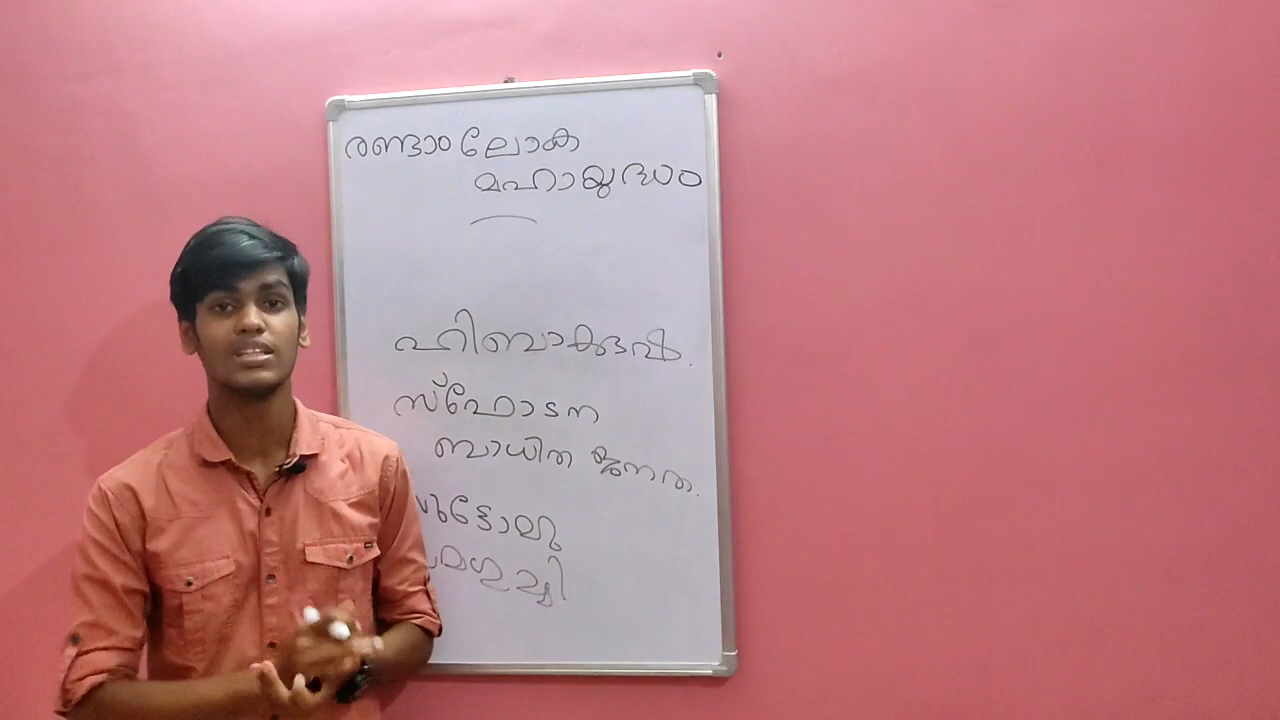 രണ്ടാം ലോക
മഹായുദ്ധം
ഹിബാകുഷ.
സ്ഫോടന
ബാധിത ജനത.